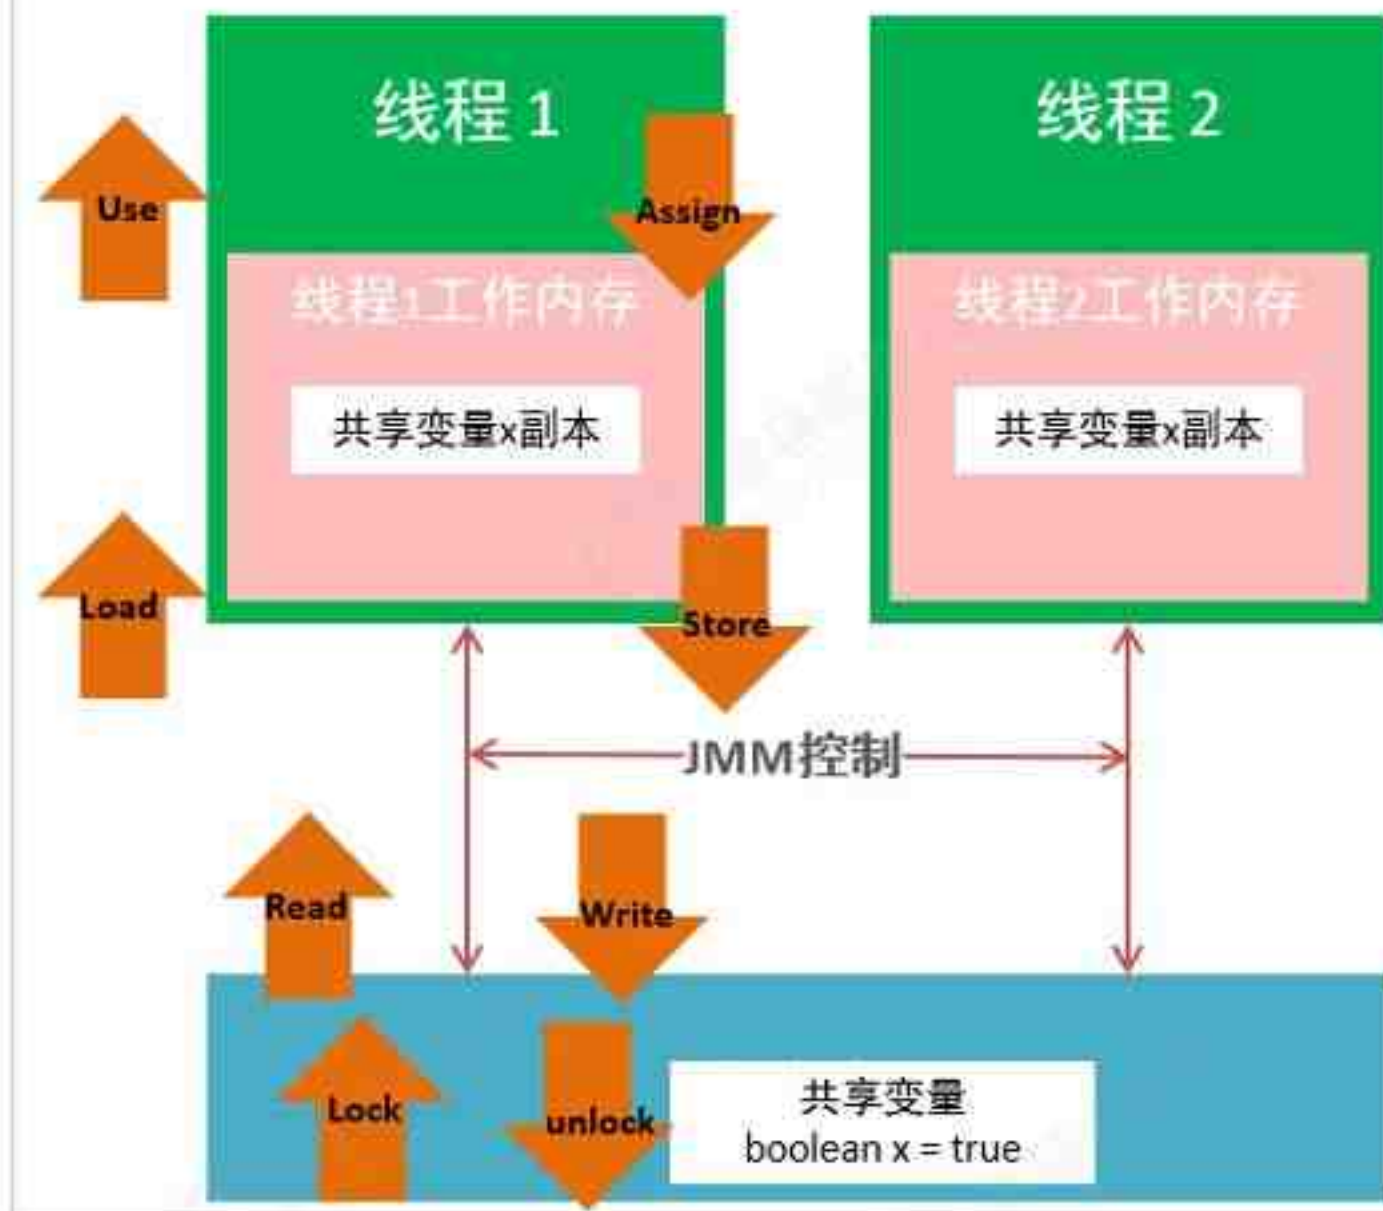 线程 1
线程 2
Use
Assign
线程1工作内存
线程2工作内存
共享变量x副本
共享变量x副本
Load
Store
JMM控制
Read
Write
Lock
unlock
共享变量
boolean x = true